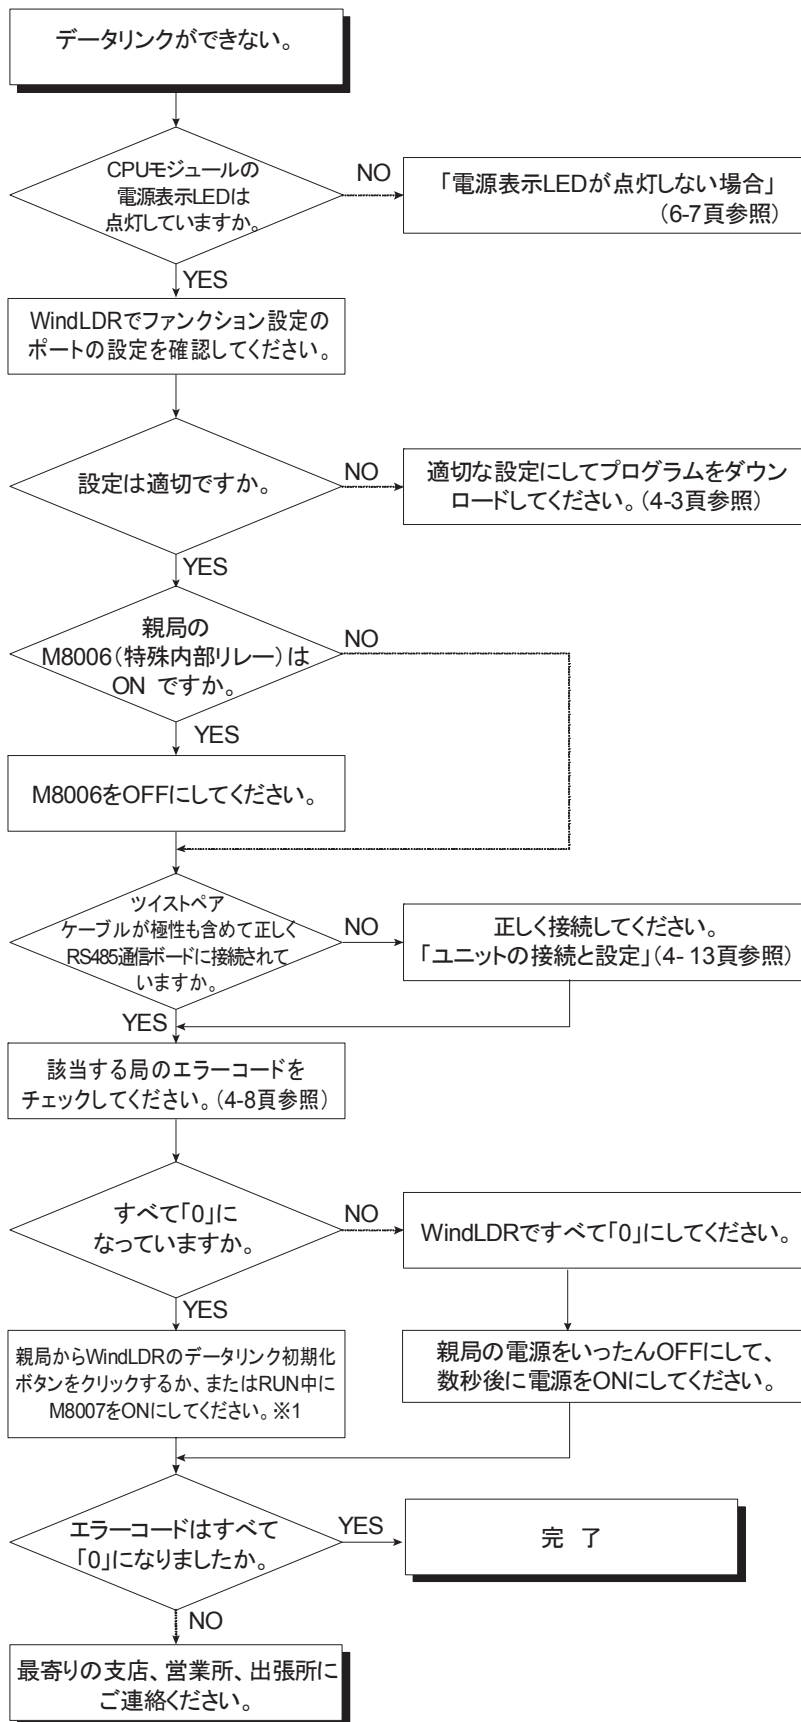 データリンクができない。
CPUモジュールの
電源表示LEDは
点灯していますか。
NO
「電源表示LEDが点灯しない場合」
(6-7頁参照)
YES
WindLDRでファンクション設定の
ポートの設定を確認してください。
設定は適切ですか。
NO
適切な設定にしてプログラムをダウン
ロードしてください。(4-3頁参照)
YES
親局の
M8006(特殊内部リレー)は
ON ですか。
NO
YES
M8006をOFFにしてください。
ツイストペア
ケーブルが極性も含めて正しく
RS485通信ボードに接続されて
いますか。
NO
正しく接続してください。
「ユニットの接続と設定」(4- 13頁参照)
YES
該当する局のエラーコードを
チェックしてください。(4-8頁参照)
すべて「0」に
なっていますか。
NO
WindLDRですべて「0」にしてください。
YES
親局からWindLDRのデータリンク初期化
ボタンをクリックするか、またはRUN中に
M8007をONにしてください。※1
親局の電源をいったんOFFにして、
数秒後に電源をONにしてください。
エラーコードはすべて
「0」になりましたか。
YES
完 了
NO
最寄りの支店、営業所、出張所に
ご連絡ください。